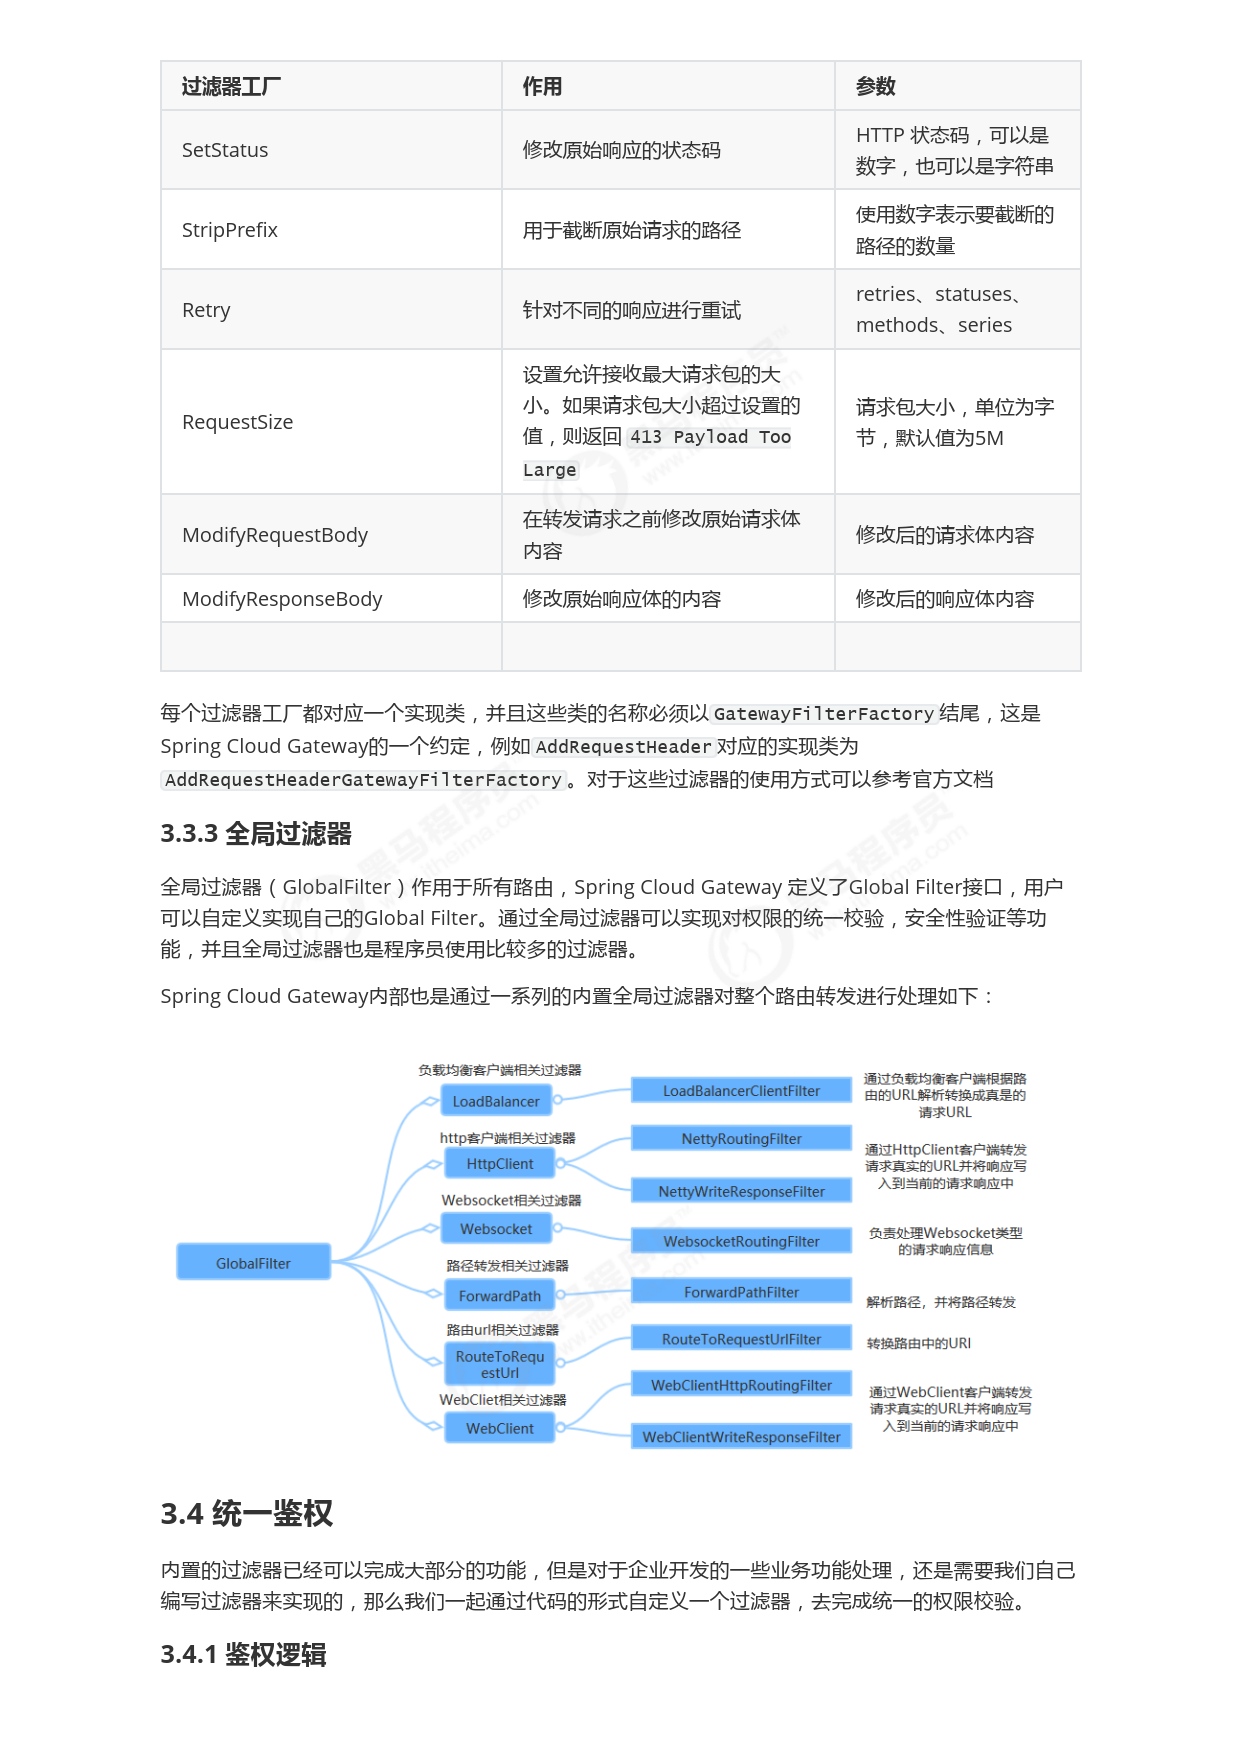 过滤器工厂 作用 参数
SetStatus 修改原始响应的状态码 HTTP 状态码，可以是
数字，也可以是字符串
StripPrefix 用于截断原始请求的路径 使用数字表示要截断的
路径的数量
Retry 针对不同的响应进行重试 retries、statuses、
methods、series
RequestSize 设置允许接收最大请求包的大
小。如果请求包大小超过设置的
值，则返回 413 Payload Too
Large
请求包大小，单位为字
节，默认值为5M
ModifyRequestBody 在转发请求之前修改原始请求体
内容
修改后的请求体内容
ModifyResponseBody 修改原始响应体的内容 修改后的响应体内容
每个过滤器工厂都对应一个实现类，并且这些类的名称必须以 GatewayFilterFactory 结尾，这是
Spring Cloud Gateway的一个约定，例如 AddRequestHeader 对应的实现类为
AddRequestHeaderGatewayFilterFactory 。对于这些过滤器的使用方式可以参考官方文档
3.3.3 全局过滤器
全局过滤器（GlobalFilter）作用于所有路由，Spring Cloud Gateway 定义了Global Filter接口，用户
可以自定义实现自己的Global Filter。通过全局过滤器可以实现对权限的统一校验，安全性验证等功
能，并且全局过滤器也是程序员使用比较多的过滤器。
Spring Cloud Gateway内部也是通过一系列的内置全局过滤器对整个路由转发进行处理如下：
GlobalFilter
负载均衡客户端相关过滤器
LoadBalancer
LoadBalancerClientFilter
通过负载均衡客户端根据路
由的URL解析转换成真是的
请求URL
http客户端相关过滤器
HttpClient
NettyRoutingFilter
NettyWriteResponseFilter
通过HttpClient客户端转发
请求真实的URL并将响应写
入到当前的请求响应中
Websocket相关过滤器
Websocket
WebsocketRoutingFilter
负责处理Websocket类型
的请求响应信息
路径转发相关过滤器
ForwardPath
ForwardPathFilter
解析路径，并将路径转发
路由url相关过滤器
RouteToRequ
estUrl
RouteToRequestUrlFilter
转换路由中的URI
WebCliet相关过滤器
WebClient
WebClientHttpRoutingFilter
WebClientWriteResponseFilter
通过WebClient客户端转发
请求真实的URL并将响应写
入到当前的请求响应中
3.4 统一鉴权
内置的过滤器已经可以完成大部分的功能，但是对于企业开发的一些业务功能处理，还是需要我们自己
编写过滤器来实现的，那么我们一起通过代码的形式自定义一个过滤器，去完成统一的权限校验。
3.4.1 鉴权逻辑
黑马程序员
www.itheima.com